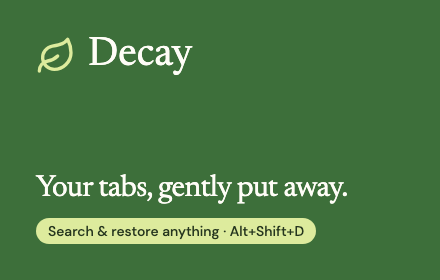 Decay
Your tabs, gently put away.
Search & restore anything · Alt+Shift+D